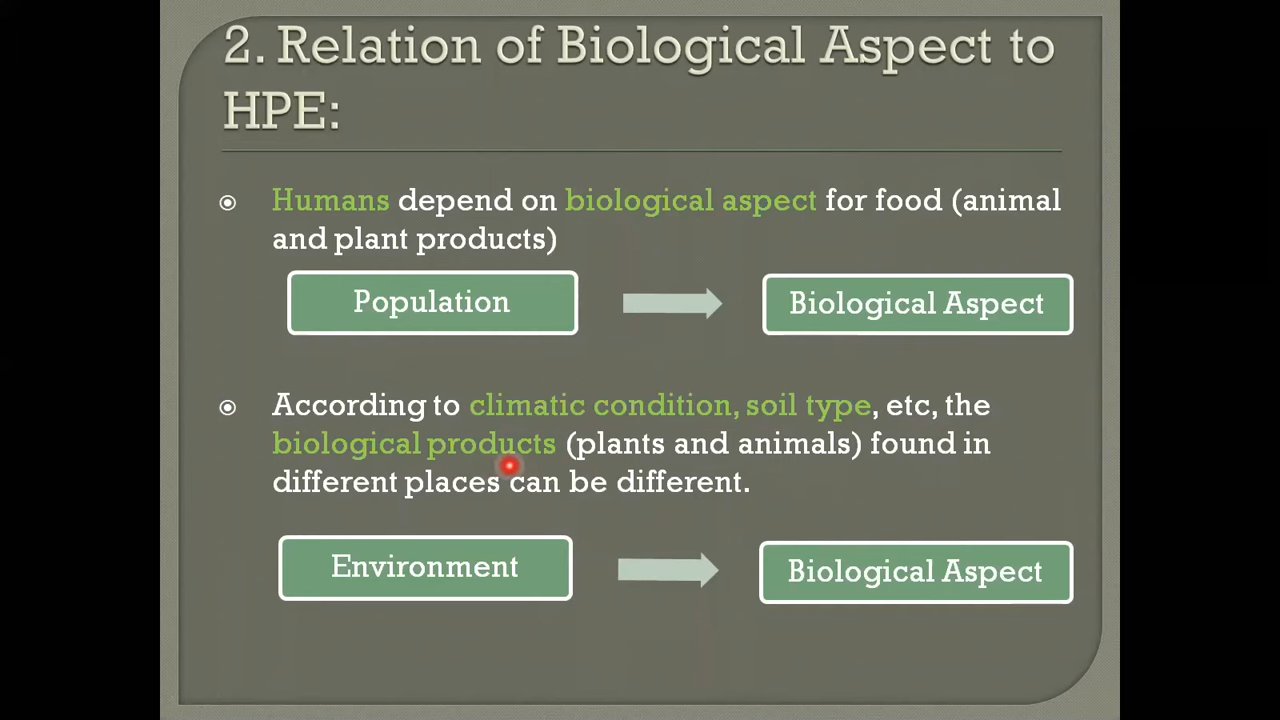 2. Relation of Biological Aspect to
HPE:
Humans depend on biological aspect for food (animal
and plant products)
Population
Biological Aspect
According to climatic condition, soil type, etc, the
biological products (plants and animals) found in
different places can be different.
Environment
Biological Aspect